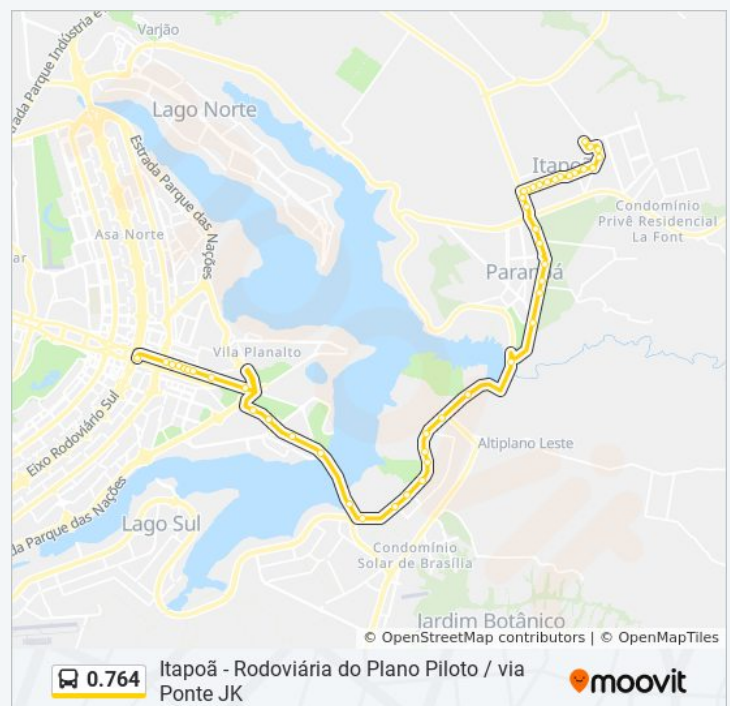 Varjão
Estrada Parque Indústria e
Lago Norte
Estrada Parque das Nações
Itapoã
Condomínio
Privê Residencial
La Font
Asa Norte
ar
Paranoá
Vila Planalto
Eixo Rodoviário Sul
Altiplano Leste
da Parque das Nações
Lago Sul
Condomínio
Solar de Brasília
Jardim Botânico
© OpenStreetMap contributors | © OpenMapTiles
0.764
Itapoã - Rodoviária do Plano Piloto / via
Ponte JK
moovit